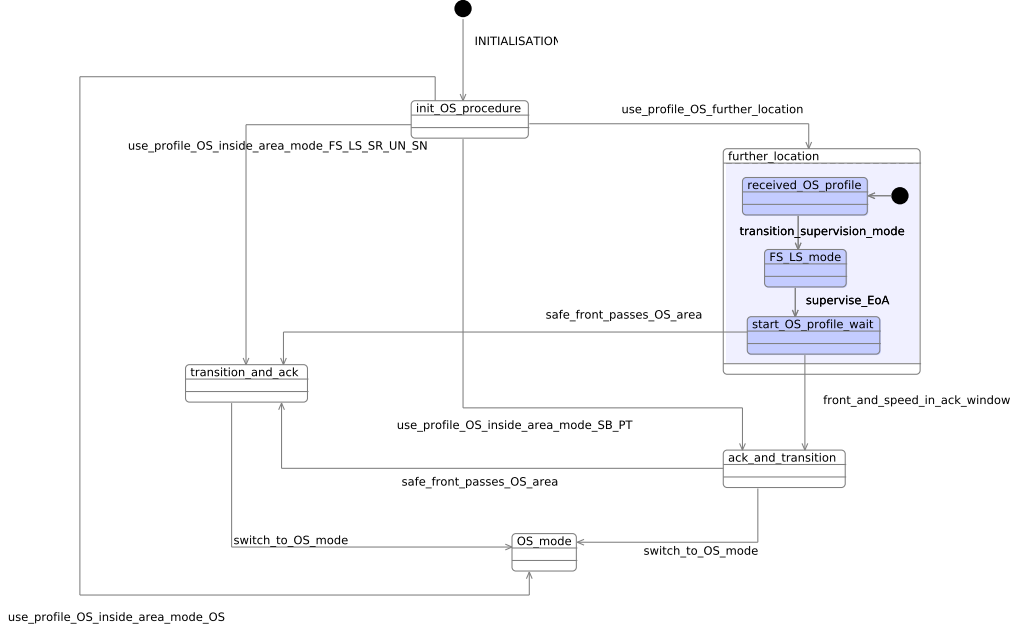 INITIALISATION
init_OS_procedure
use_profile_OS_further_location
use_profile_OS_inside_area_mode_FS_LS_SR_UN_SN
further_location
received_OS_profile
transition_supervision_mode
FS_LS_mode
supervise_EoA
safe_front_passes_OS_area
start_OS_profile_wait
transition_and_ack
front_and_speed_in_ack_window
use_profile_OS_inside_area_mode_SB_PT
ack_and_transition
safe_front_passes_OS_area
switch_to_OS_mode
OS_mode
switch_to_OS_mode
use_profile_OS_inside_area_mode_OS